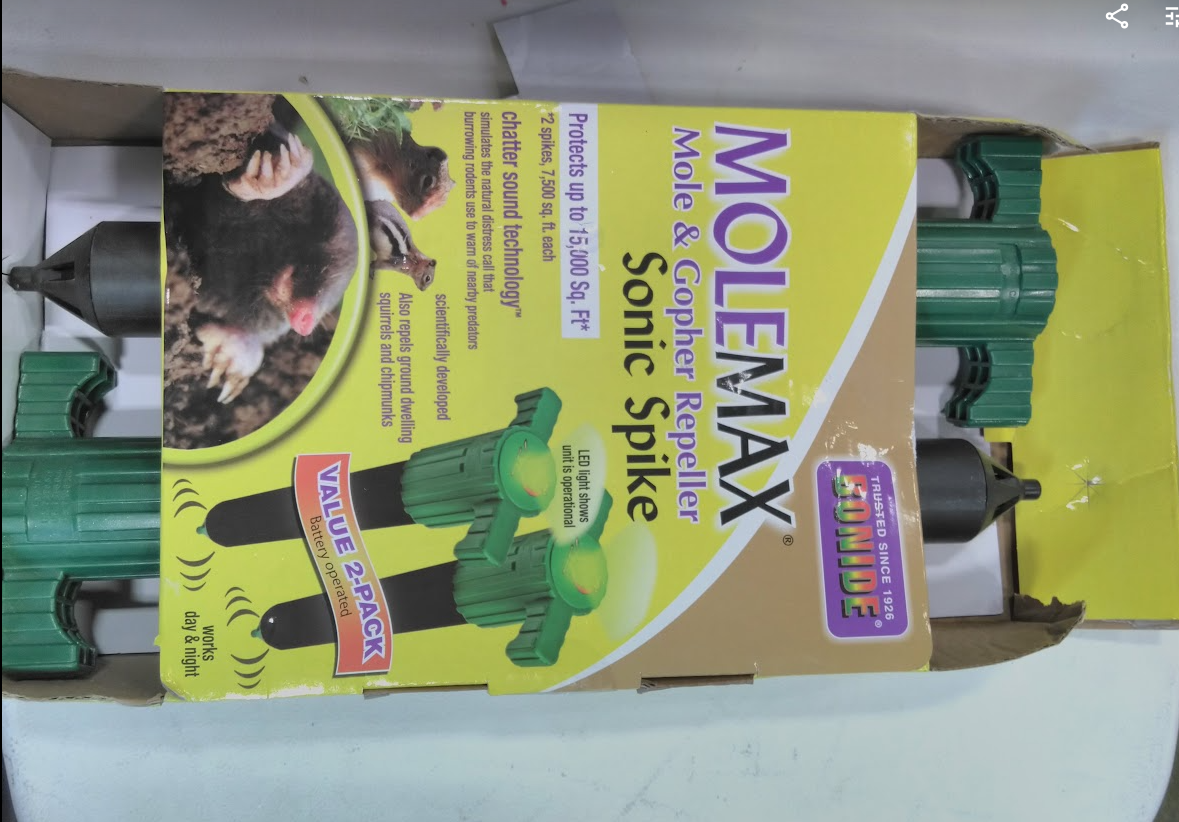 TRUSTED SINCE 1926
BONIDE®
MOLEMAX®
Mole & Gopher Repeller
Sonic Spike
Protects up to 15,000 Sq. Ft*
*2 spikes, 7,500 sq. ft. each
chatter sound technology™
simulates the natural distress call that
burrowing rodents use to warn of nearby predators
scientifically developed
Also repels ground dwelling
squirrels and chipmunks
LED light shows
unit is operational
VALUE 2-PACK
Battery operated
works
day & night